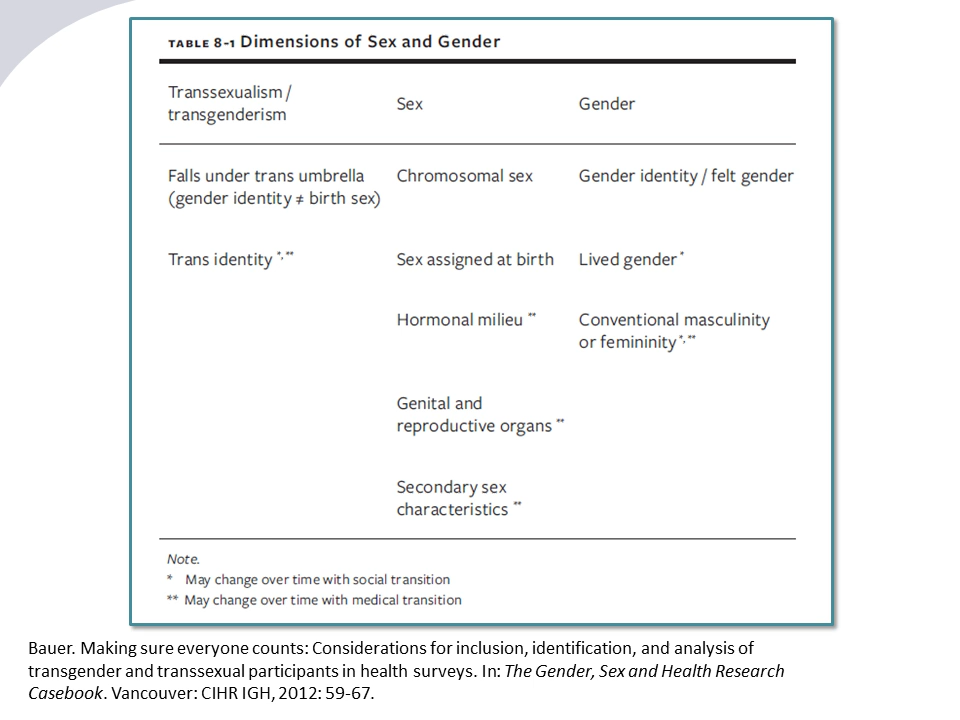 TABLE 8-1 Dimensions of Sex and Gender
Transsexualism /
transgenderism
Sex
Gender
Falls under trans umbrella
(gender identity ≠ birth sex)
Chromosomal sex
Gender identity / felt gender
Trans identity *, **
Sex assigned at birth
Lived gender *
Hormonal milieu **
Conventional masculinity
or femininity *, **
Genital and
reproductive organs **
Secondary sex
characteristics **
Note.
* May change over time with social transition
** May change over time with medical transition
Bauer. Making sure everyone counts: Considerations for inclusion, identification, and analysis of
transgender and transsexual participants in health surveys. In: The Gender, Sex and Health Research
Casebook. Vancouver: CIHR IGH, 2012: 59-67.